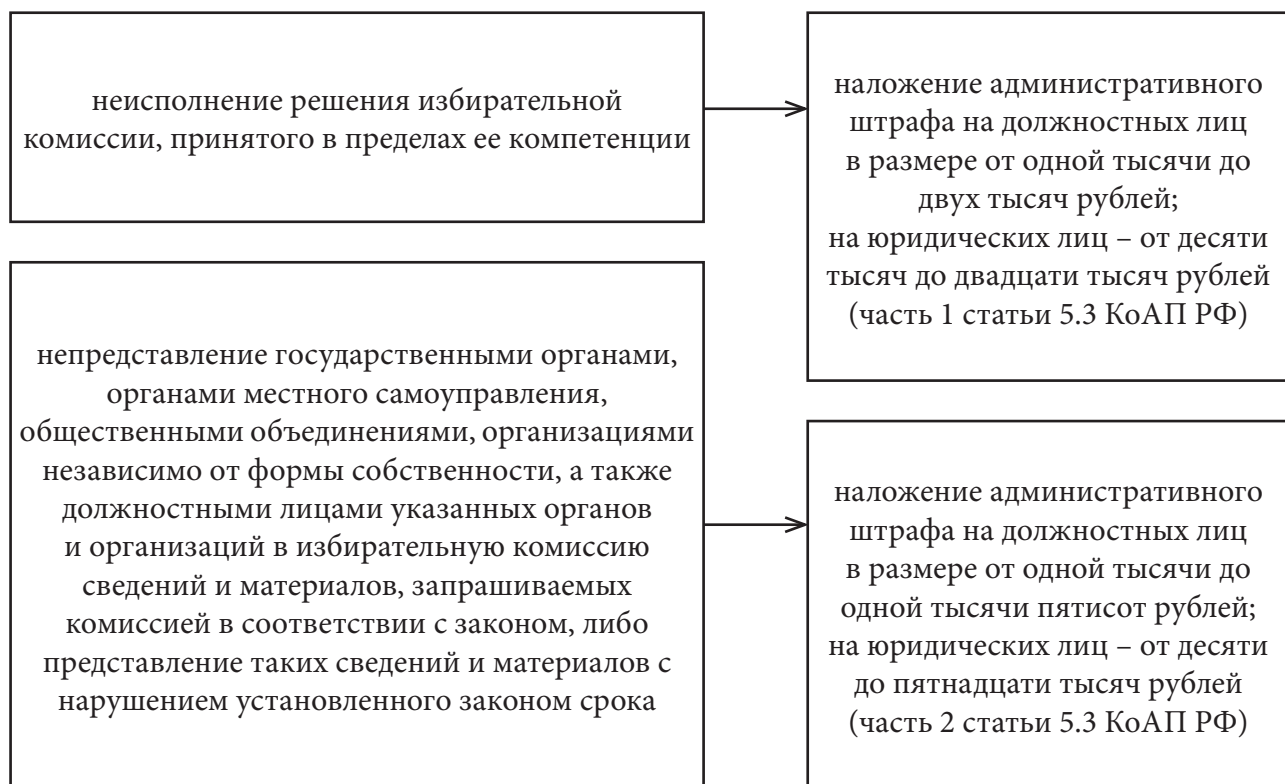 неисполнение решения избирательной
комиссии, принятого в пределах ее компетенции
наложение административного
штрафа на должностных лиц
в размере от одной тысячи до
двух тысяч рублей;
на юридических лиц – от десяти
тысяч до двадцати тысяч рублей
(часть 1 статьи 5.3 КоАП РФ)
непредставление государственными органами,
органами местного самоуправления,
общественными объединениями, организациями
независимо от формы собственности, а также
должностными лицами указанных органов
и организаций в избирательную комиссию
сведений и материалов, запрашиваемых
комиссией в соответствии с законом, либо
представление таких сведений и материалов с
нарушением установленного законом срока
наложение административного
штрафа на должностных лиц
в размере от одной тысячи до
одной тысячи пятисот рублей;
на юридических лиц – от десяти
до пятнадцати тысяч рублей
(часть 2 статьи 5.3 КоАП РФ)